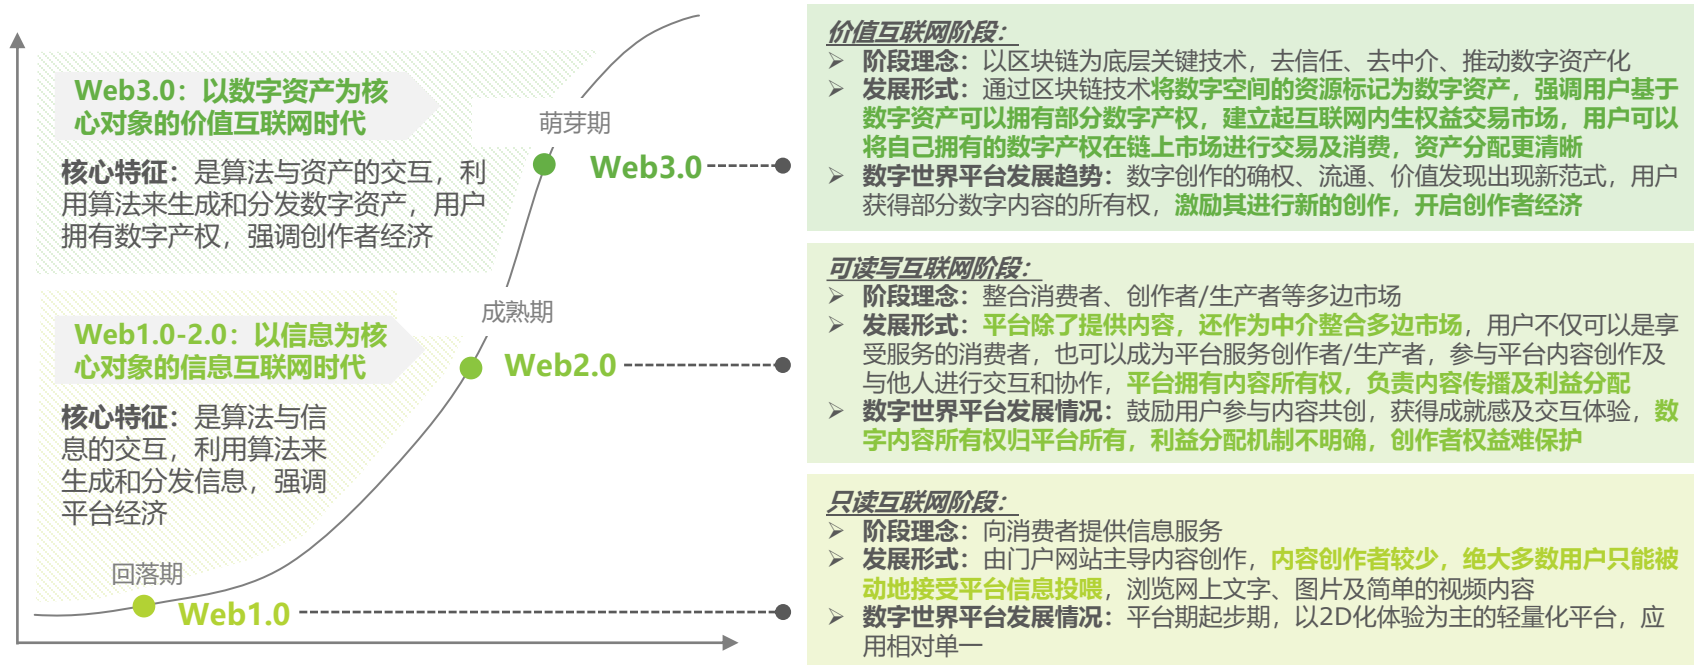 Web3.0：以数字资产为核
心对象的价值互联网时代
核心特征：是算法与资产的交互，利
用算法来生成和分发数字资产，用户
拥有数字产权，强调创作者经济
萌芽期
Web3.0
Web1.0-2.0：以信息为核
心对象的信息互联网时代
核心特征：是算法与信
息的交互，利用算法来
生成和分发信息，强调
平台经济
成熟期
Web2.0
回落期
Web1.0
价值互联网阶段：
➢ 阶段理念：以区块链为底层关键技术，去信任、去中介、推动数字资产化
➢ 发展形式：通过区块链技术将数字空间的资源标记为数字资产，强调用户基于
数字资产可以拥有部分数字产权，建立起互联网内生权益交易市场，用户可以
将自己拥有的数字产权在链上市场进行交易及消费，资产分配更清晰
➢ 数字世界平台发展趋势：数字创作的确权、流通、价值发现出现新范式，用户
获得部分数字内容的所有权，激励其进行新的创作，开启创作者经济
可读写互联网阶段：
➢ 阶段理念：整合消费者、创作者/生产者等多边市场
➢ 发展形式：平台除了提供内容，还作为中介整合多边市场，用户不仅可以是享
受服务的消费者，也可以成为平台服务创作者/生产者，参与平台内容创作及
与他人进行交互和协作，平台拥有内容所有权，负责内容传播及利益分配
➢ 数字世界平台发展情况：鼓励用户参与内容共创，获得成就感及交互体验，数
字内容所有权归平台所有，利益分配机制不明确，创作者权益难保护
只读互联网阶段：
➢ 阶段理念：向消费者提供信息服务
➢ 发展形式：由门户网站主导内容创作，内容创作者较少，绝大多数用户只能被
动地接受平台信息投喂，浏览网上文字、图片及简单的视频内容
➢ 数字世界平台发展情况：平台期起步期，以2D化体验为主的轻量化平台，应
用相对单一